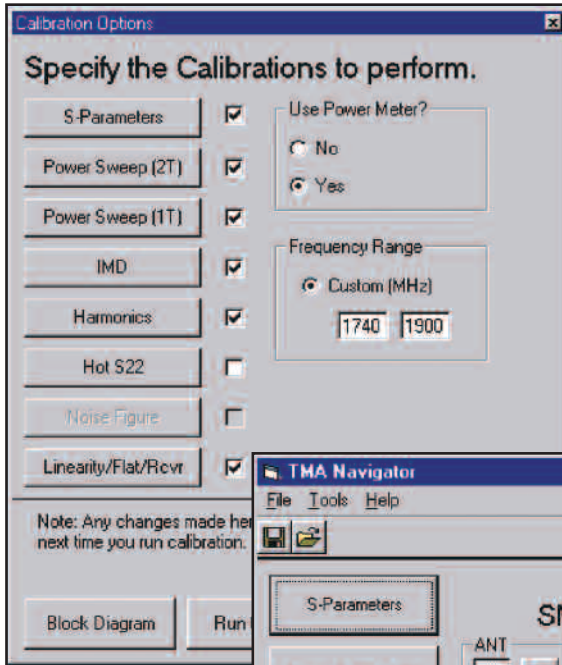 Calibration Options
Specify the Calibrations to perform.
S-Parameters
Power Sweep (2T)
Power Sweep (1T)
IMD
Harmonics
Hot S22
Noise Figure
Linearity/Flat/Rcvr
Use Power Meter?
No
Yes
Frequency Range
Custom (MHz)
1740 1900
Note: Any changes made
next time you run calibration.
Block Diagram
Run
TMA Navigator
File Tools Help
S-Parameters
ANT